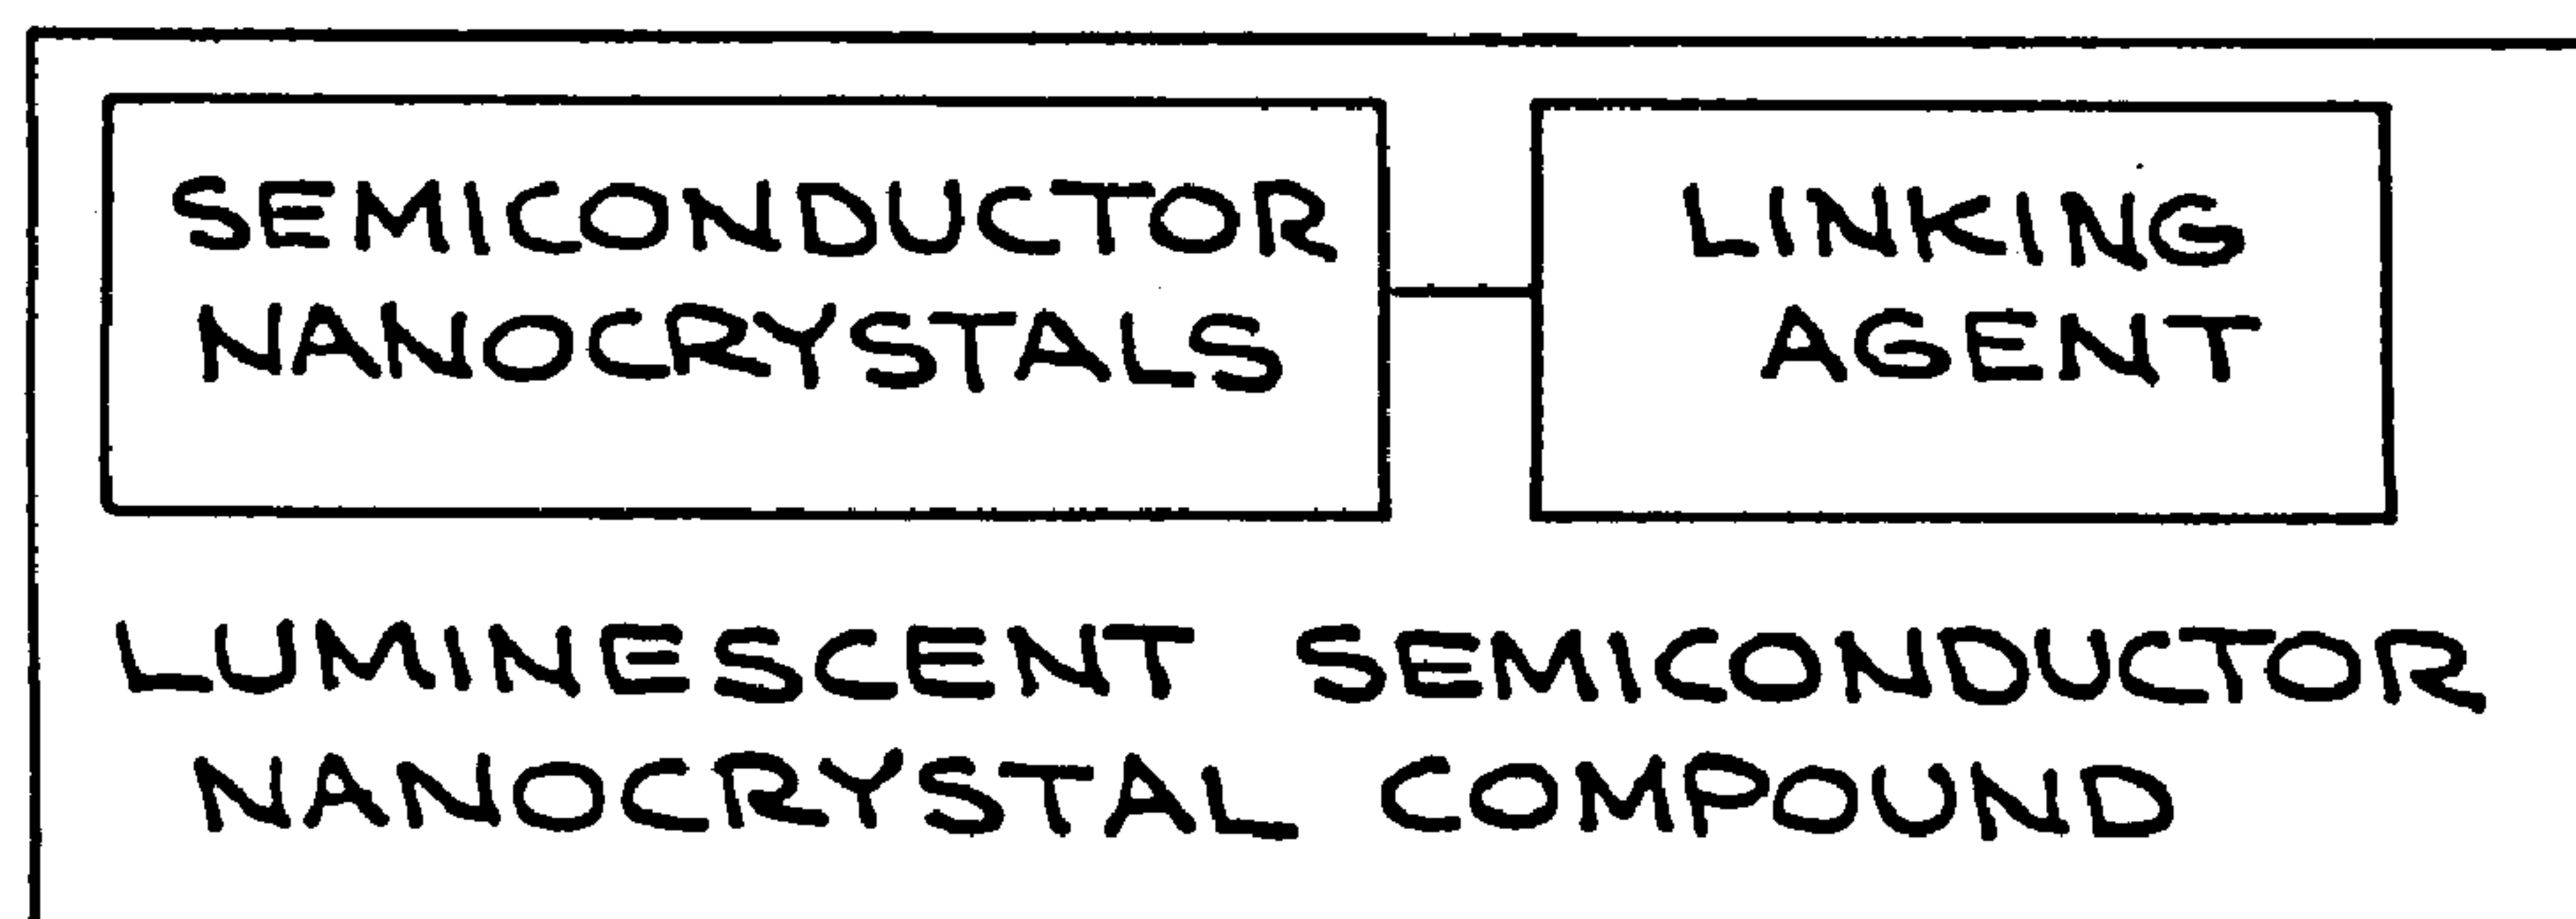 SEMICONDUCTOR
NANOCRYSTALS
LINKING
AGENT
LUMINESCENT SEMICONDUCTOR
NANOCRYSTAL COMPOUND